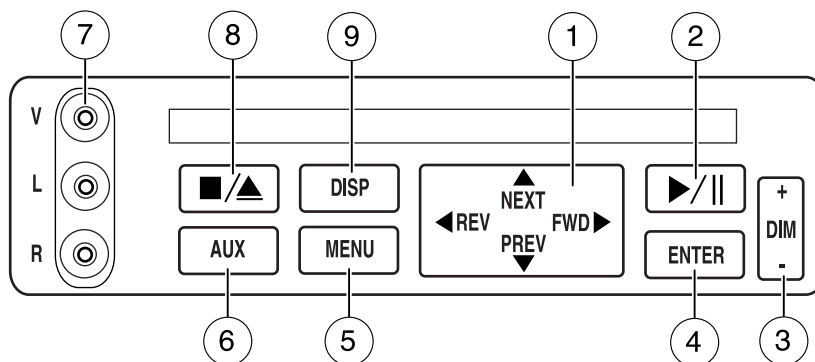 7 8 9 1 2
V
L
R
■/▲ DISP
AUX MENU
▲
NEXT
◀REV FWD▶
PREV
▼
▶/||
ENTER
+
DIM
-
6 5 4 3